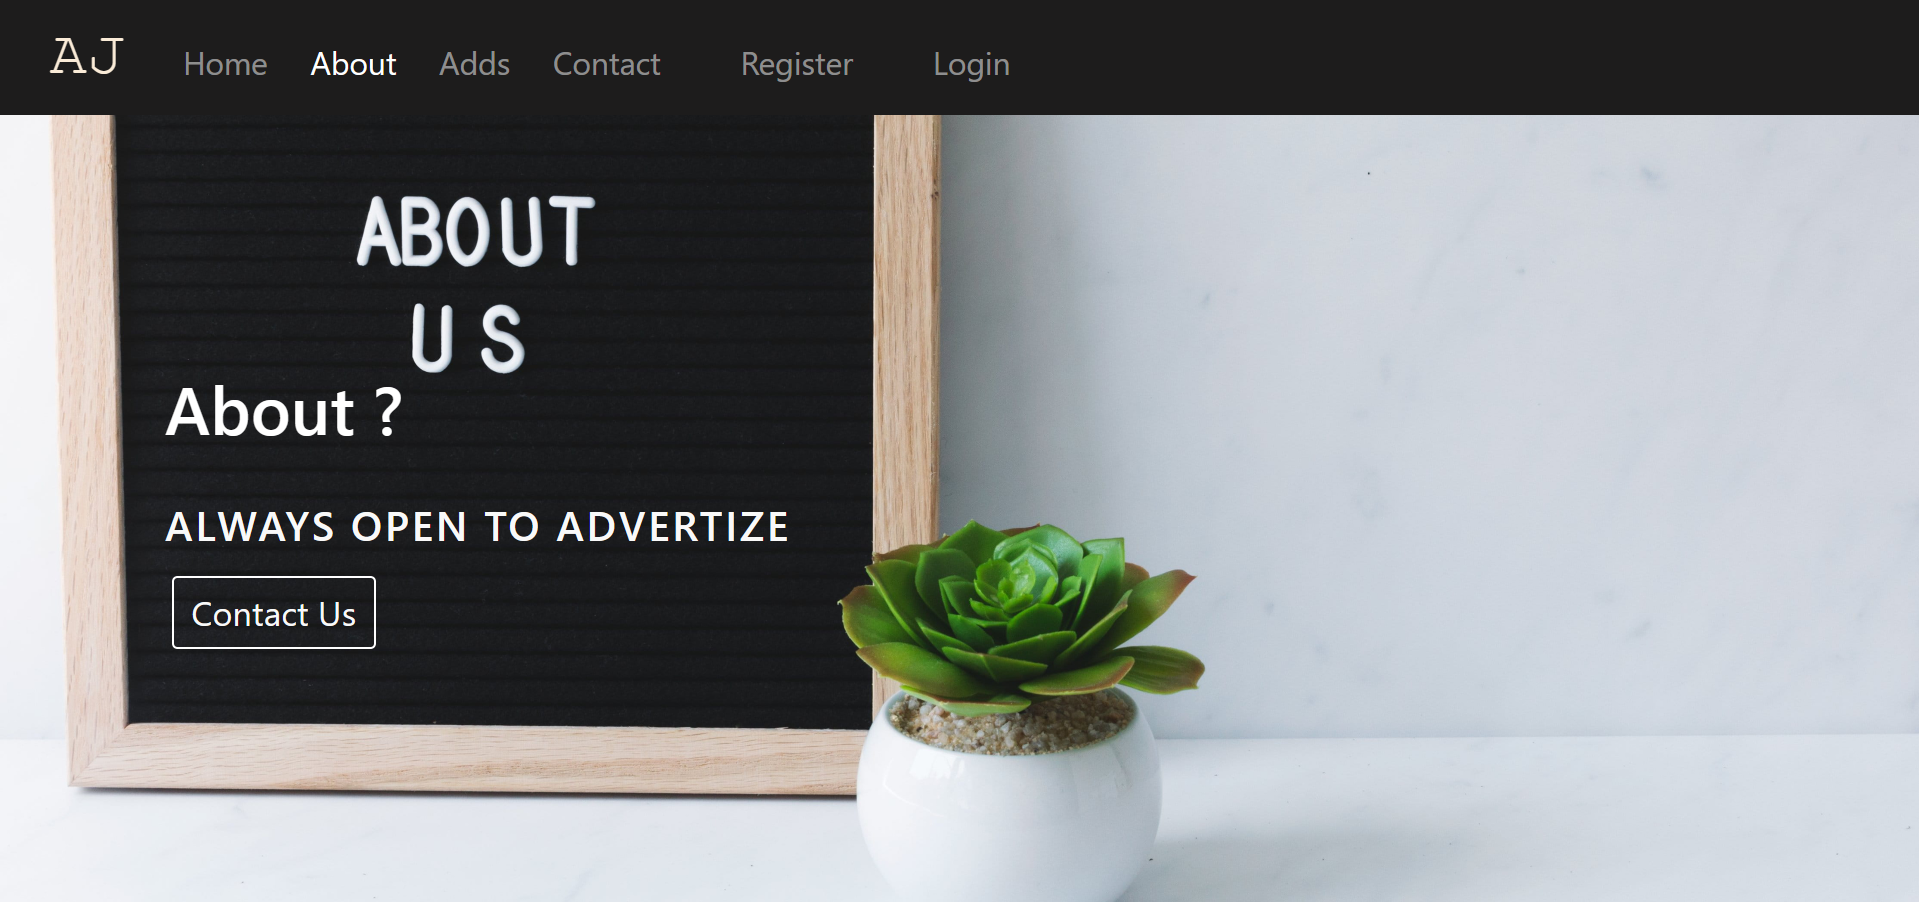 AJ Home About Adds Contact Register Login
ABOUT
US
About ?
ALWAYS OPEN TO ADVERTIZE
Contact Us